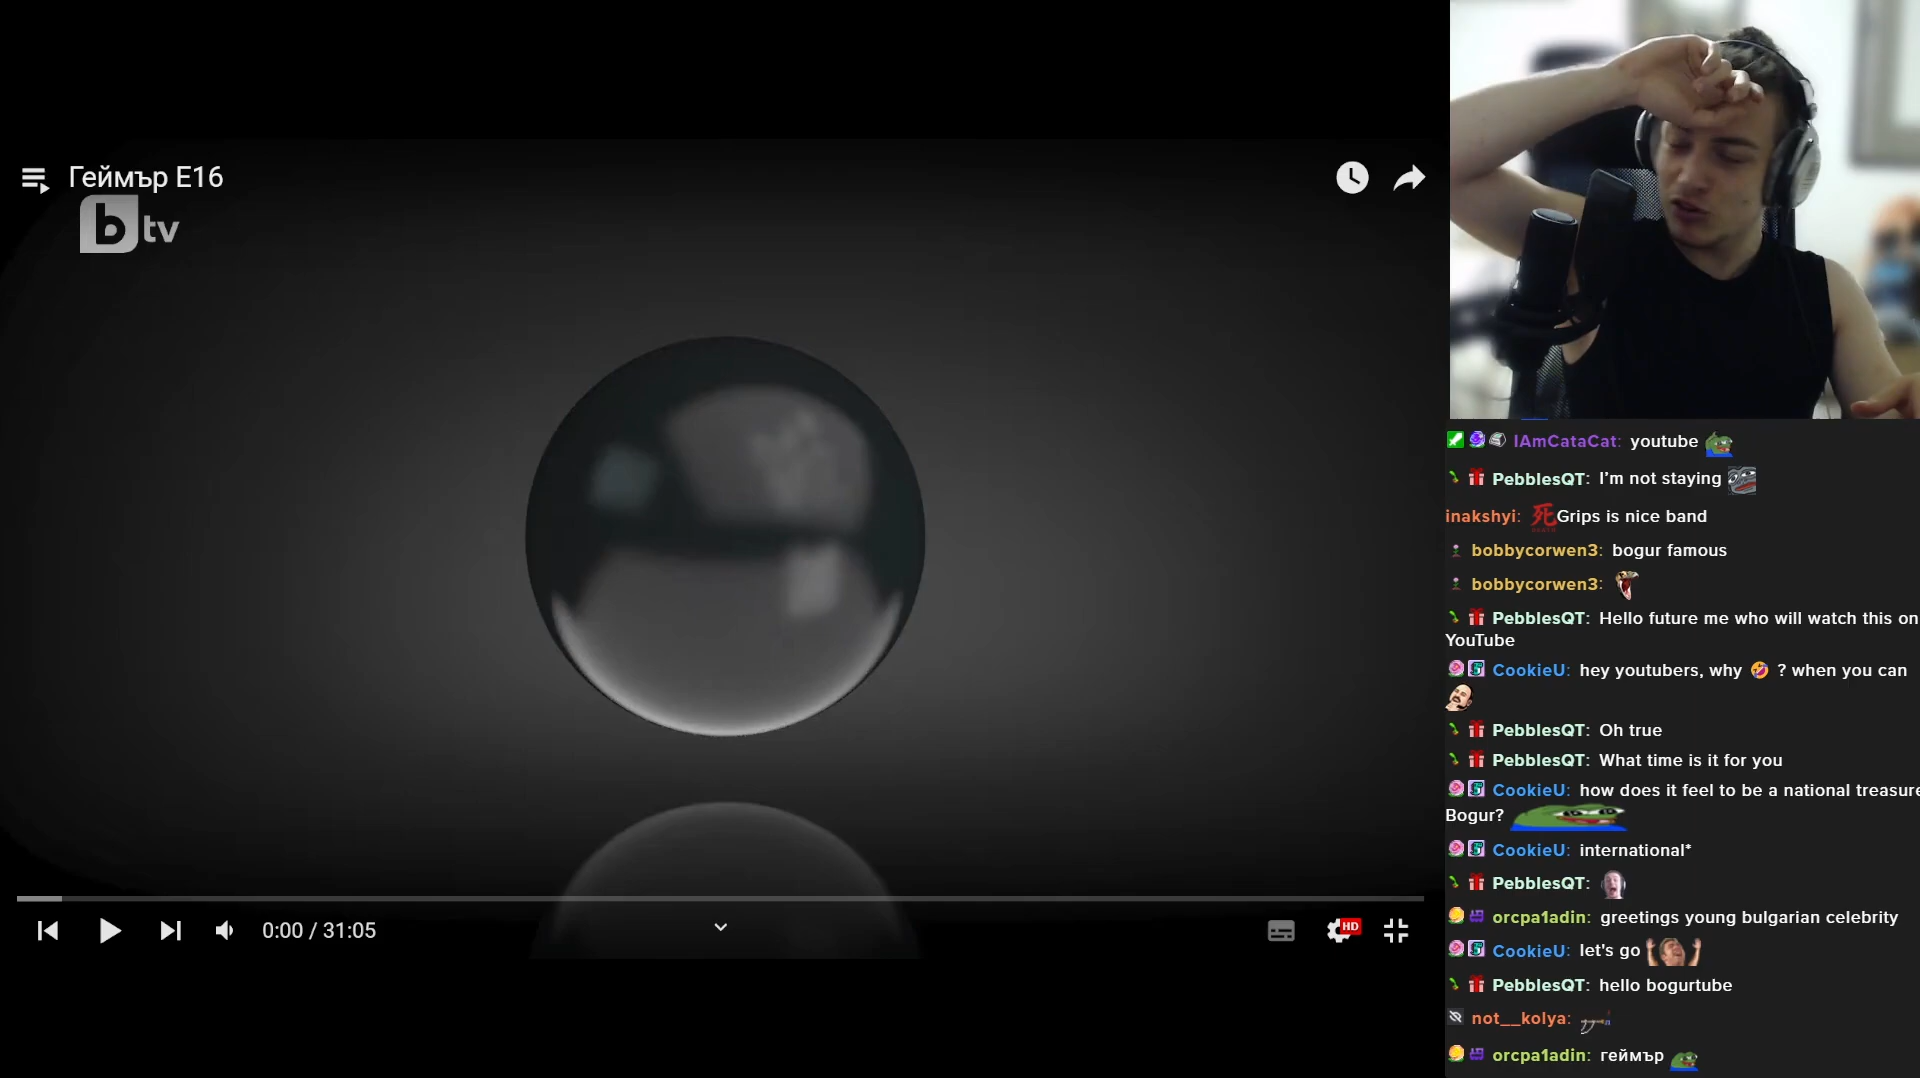 Геймър Е16
btv
0:00 / 31:05
HD
IAmCataCat: youtube
PebblesQT: I'm not staying
inakshyi: 死Grips is nice band
bobbycorwen3: bogur famous
bobbycorwen3:
PebblesQT: Hello future me who will watch this on
YouTube
CookieU: hey youtubers, why ? when you can
PebblesQT: Oh true
PebblesQT: What time is it for you
CookieU: how does it feel to be a national treasure
Bogur?
CookieU: international*
PebblesQT:
orcpa1adin: greetings young bulgarian celebrity
CookieU: let's go
PebblesQT: hello bogurtube
not__kolya:
orcpa1adin: геймър